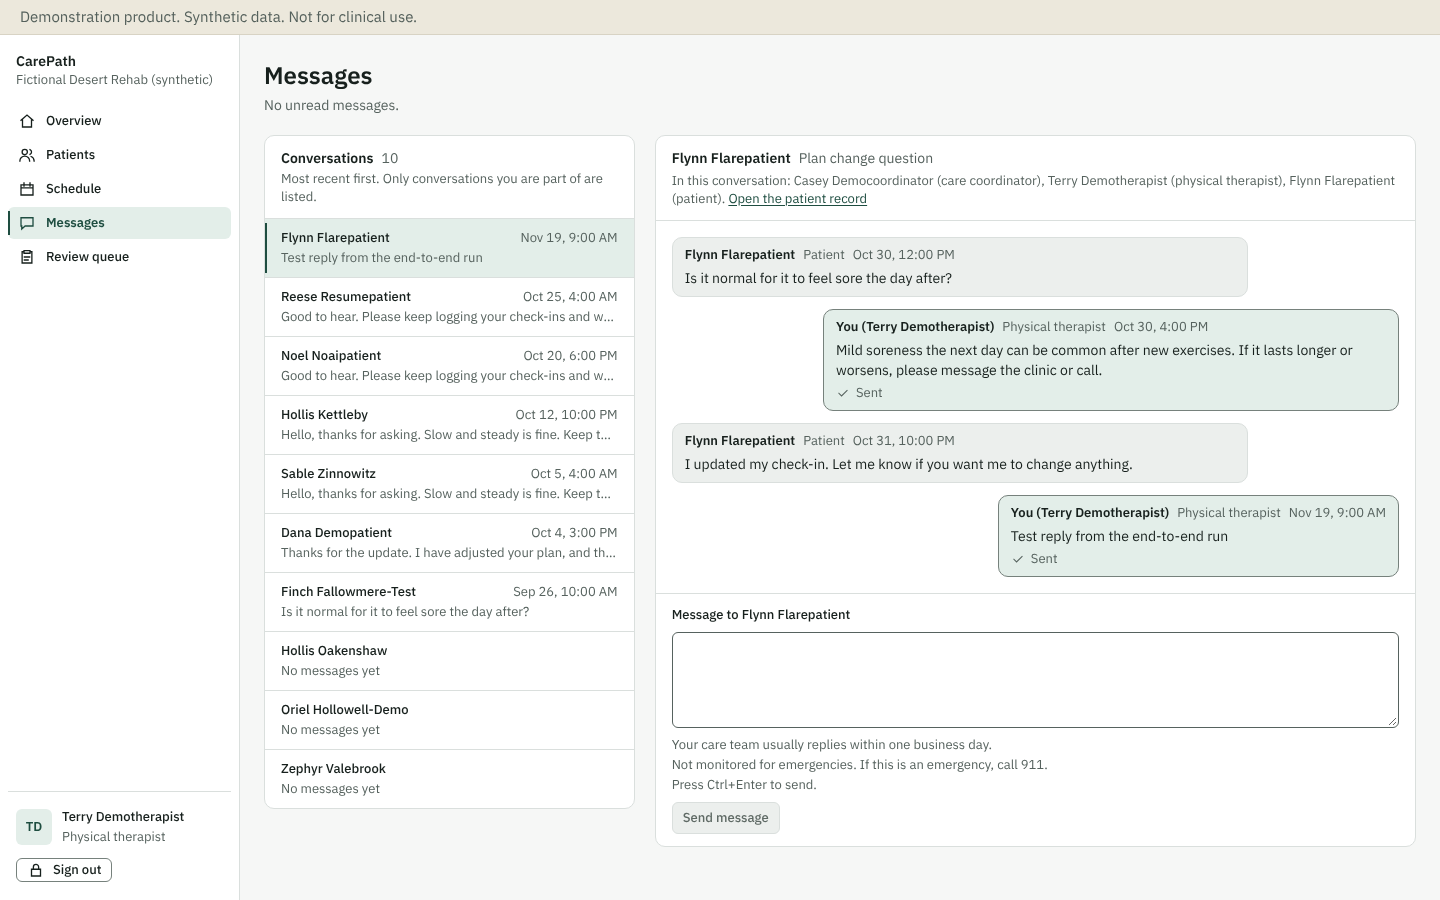 Demonstration product. Synthetic data. Not for clinical use.
CarePath
Fictional Desert Rehab (synthetic)
Overview
Patients
Schedule
Messages
Review queue
TD
Terry Demotherapist
Physical therapist
Sign out
Messages
No unread messages.
Conversations 10
Most recent first. Only conversations you are part of are
listed.
Flynn Flarepatient Nov 19, 9:00 AM
Test reply from the end-to-end run
Reese Resumepatient Oct 25, 4:00 AM
Good to hear. Please keep logging your check-ins and w...
Noel Noaipatient Oct 20, 6:00 PM
Good to hear. Please keep logging your check-ins and w...
Hollis Kettleby Oct 12, 10:00 PM
Hello, thanks for asking. Slow and steady is fine. Keep t...
Sable Zinnowitz Oct 5, 4:00 AM
Hello, thanks for asking. Slow and steady is fine. Keep t...
Dana Demopatient Oct 4, 3:00 PM
Thanks for the update. I have adjusted your plan, and th...
Finch Fallowmere-Test Sep 26, 10:00 AM
Is it normal for it to feel sore the day after?
Hollis Oakenshaw
No messages yet
Oriel Hollowell-Demo
No messages yet
Zephyr Valebrook
No messages yet
Flynn Flarepatient Plan change question
In this conversation: Casey Democoordinator (care coordinator), Terry Demotherapist (physical therapist), Flynn Flarepatient
(patient). Open the patient record
Flynn Flarepatient Patient Oct 30, 12:00 PM
Is it normal for it to feel sore the day after?
You (Terry Demotherapist) Physical therapist Oct 30, 4:00 PM
Mild soreness the next day can be common after new exercises. If it lasts longer or
worsens, please message the clinic or call.
Sent
Flynn Flarepatient Patient Oct 31, 10:00 PM
I updated my check-in. Let me know if you want me to change anything.
You (Terry Demotherapist) Physical therapist Nov 19, 9:00 AM
Test reply from the end-to-end run
Sent
Message to Flynn Flarepatient
Your care team usually replies within one business day.
Not monitored for emergencies. If this is an emergency, call 911.
Press Ctrl+Enter to send.
Send message